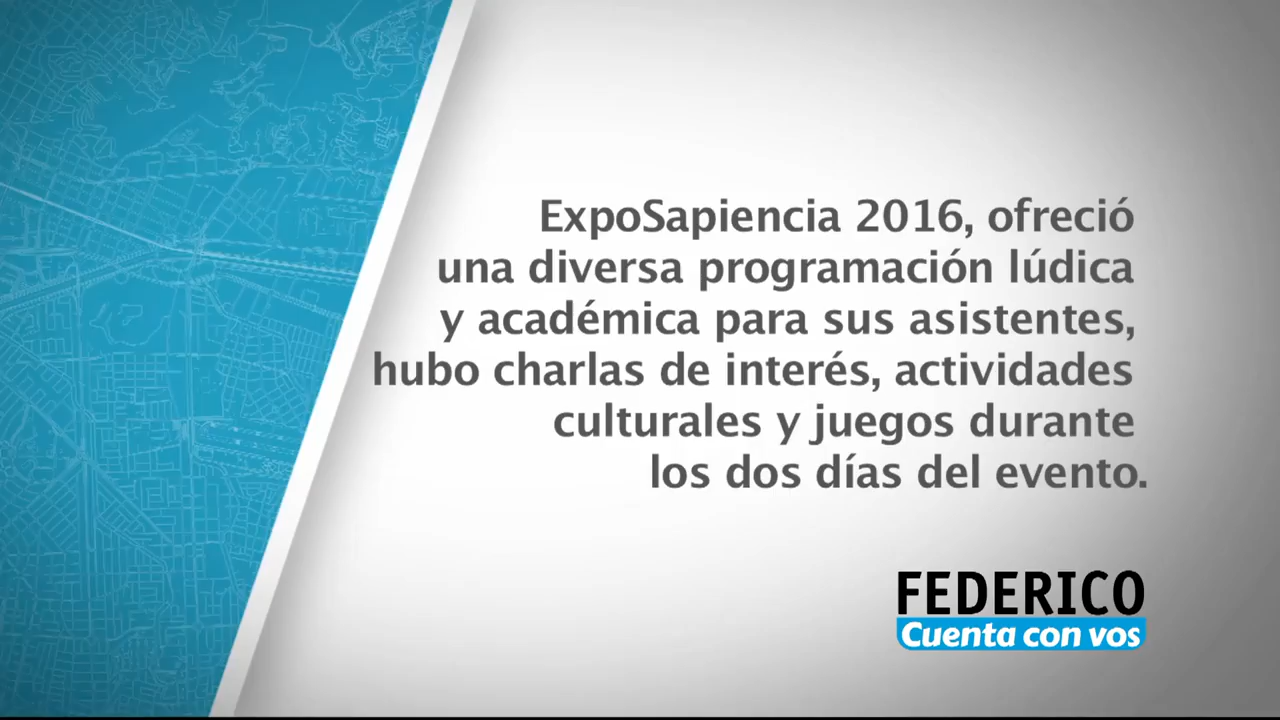 ExpoSapiencia 2016, ofreció
una diversa programación lúdica
y académica para sus asistentes,
hubo charlas de interés, actividades
culturales y juegos durante
los dos días del evento.
FEDERICO
Cuenta con vos